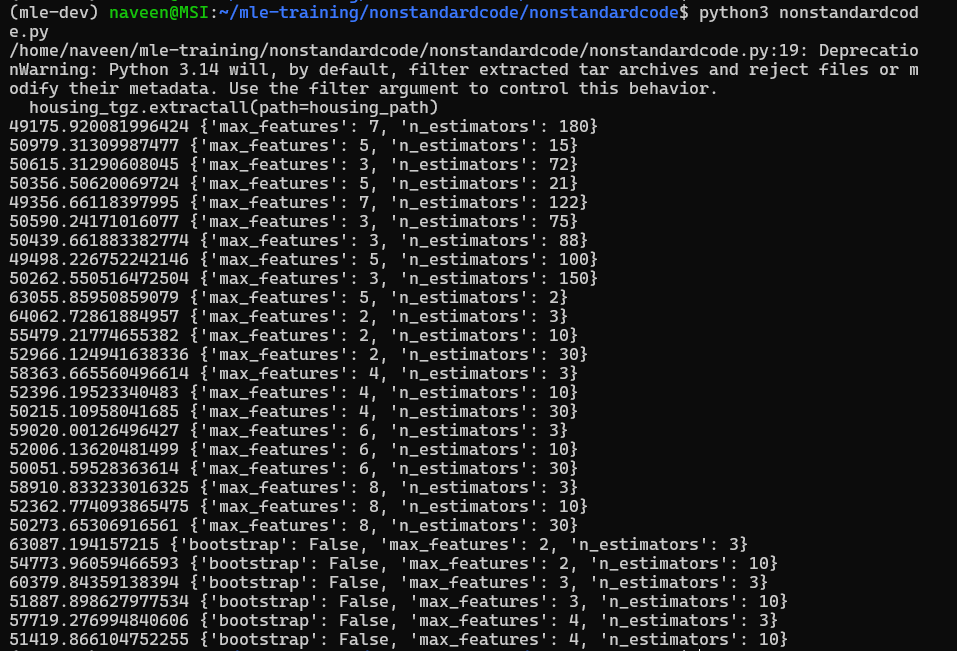 (mle-dev) naveen@MSI:~/mle-training/nonstandardcode/nonstandardcode$ python3 nonstandardcod
e.py
/home/naveen/mle-training/nonstandardcode/nonstandardcode/nonstandardcode.py:19: Deprecatio
nWarning: Python 3.14 will, by default, filter extracted tar archives and reject files or m
odify their metadata. Use the filter argument to control this behavior.
  housing_tgz.extractall(path=housing_path)
49175.920081996424 {'max_features': 7, 'n_estimators': 180}
50979.31309987477 {'max_features': 5, 'n_estimators': 15}
50615.31290608045 {'max_features': 3, 'n_estimators': 72}
50356.50620069724 {'max_features': 5, 'n_estimators': 21}
49356.66118397995 {'max_features': 7, 'n_estimators': 122}
50590.24171016077 {'max_features': 3, 'n_estimators': 75}
50439.661883382774 {'max_features': 3, 'n_estimators': 88}
49498.226752242146 {'max_features': 5, 'n_estimators': 100}
50262.550516472504 {'max_features': 3, 'n_estimators': 150}
63055.85950859079 {'max_features': 5, 'n_estimators': 2}
64062.72861884957 {'max_features': 2, 'n_estimators': 3}
55479.21774655382 {'max_features': 2, 'n_estimators': 10}
52966.124941638336 {'max_features': 2, 'n_estimators': 30}
58363.665560496614 {'max_features': 4, 'n_estimators': 3}
52396.19523340483 {'max_features': 4, 'n_estimators': 10}
50215.10958041685 {'max_features': 4, 'n_estimators': 30}
59020.00126496427 {'max_features': 6, 'n_estimators': 3}
52006.13620481499 {'max_features': 6, 'n_estimators': 10}
50051.59528363614 {'max_features': 6, 'n_estimators': 30}
58910.833233016325 {'max_features': 8, 'n_estimators': 3}
52362.774093865475 {'max_features': 8, 'n_estimators': 10}
50273.65306916561 {'max_features': 8, 'n_estimators': 30}
63087.194157215 {'bootstrap': False, 'max_features': 2, 'n_estimators': 3}
54773.96059466593 {'bootstrap': False, 'max_features': 2, 'n_estimators': 10}
60379.84359138394 {'bootstrap': False, 'max_features': 3, 'n_estimators': 3}
51887.898627977534 {'bootstrap': False, 'max_features': 3, 'n_estimators': 10}
57719.276994840606 {'bootstrap': False, 'max_features': 4, 'n_estimators': 3}
51419.866104752255 {'bootstrap': False, 'max_features': 4, 'n_estimators': 10}